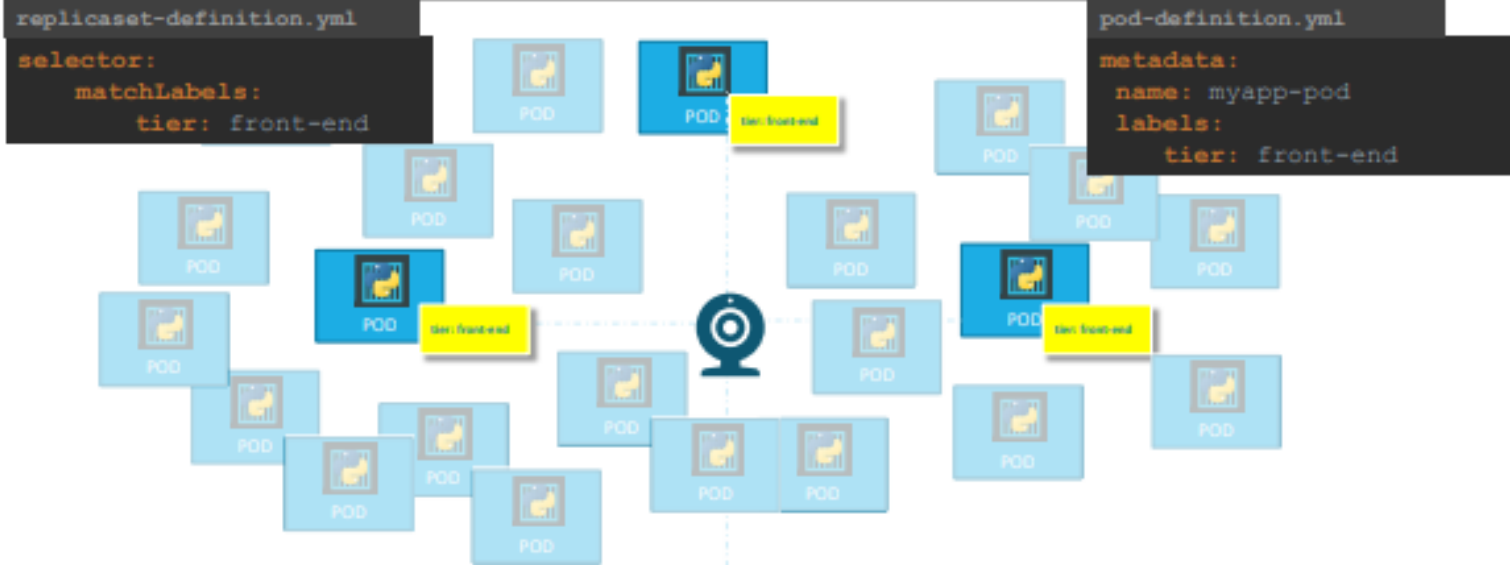 replicaset-definition.yml
selector:
matchLabels:
tier: front-end
pod-definition.yml
metadata:
name: myapp-pod
labels:
tier: front-end
POD
POD
tier: front-end
POD
POD
POD
POD
POD
POD
POD
POD
tier: front-end
POD
tier: front-end
POD
POD
POD
POD
POD
POD
POD
POD
POD
POD
POD